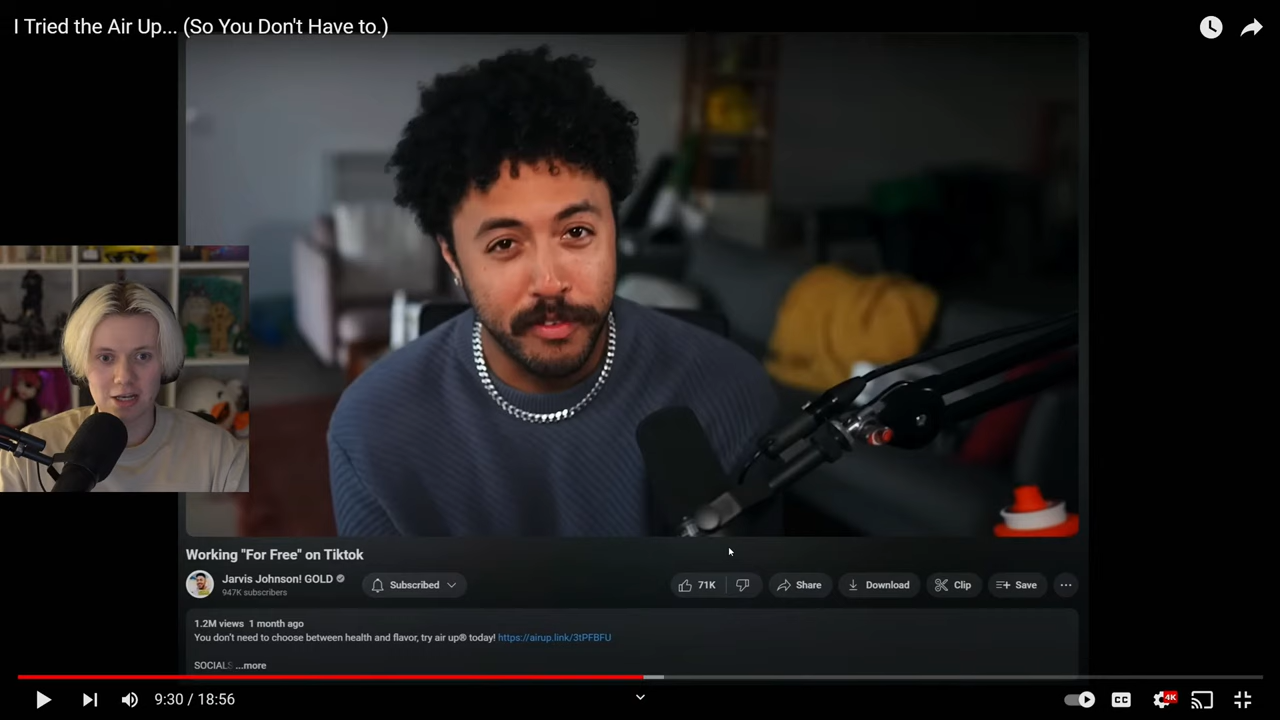 I Tried the Air Up... (So You Don't Have to.)
Working "For Free" on Tiktok
Jarvis Johnson! GOLD
947K subscribers
Subscribed
71K
Share
Download
Clip
Save
1.2M views 1 month ago
You don't need to choose between health and flavor, try air up® today! https://airup.link/3tPFBFU
SOCIALS ...more
9:30 / 18:56
CC
4K